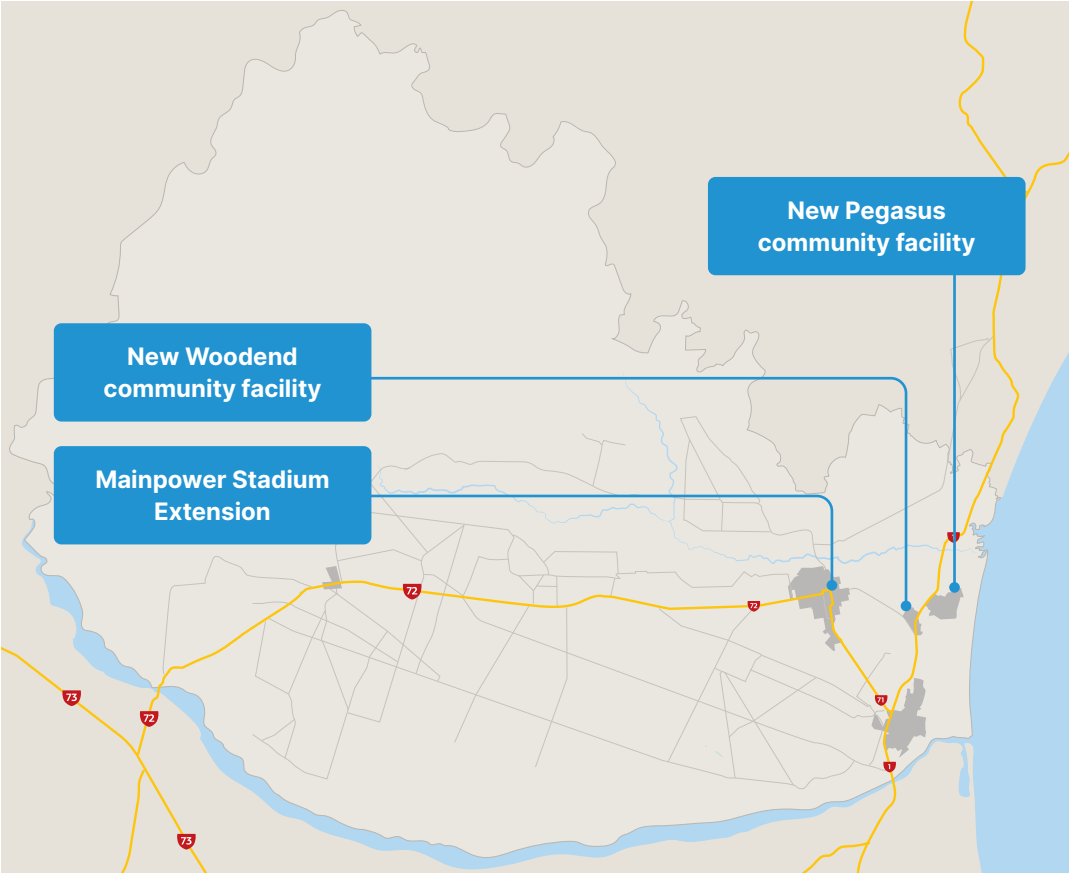 New Pegasus
community facility
New Woodend
community facility
Mainpower Stadium
Extension
1
72
72
73
72
71
1
73